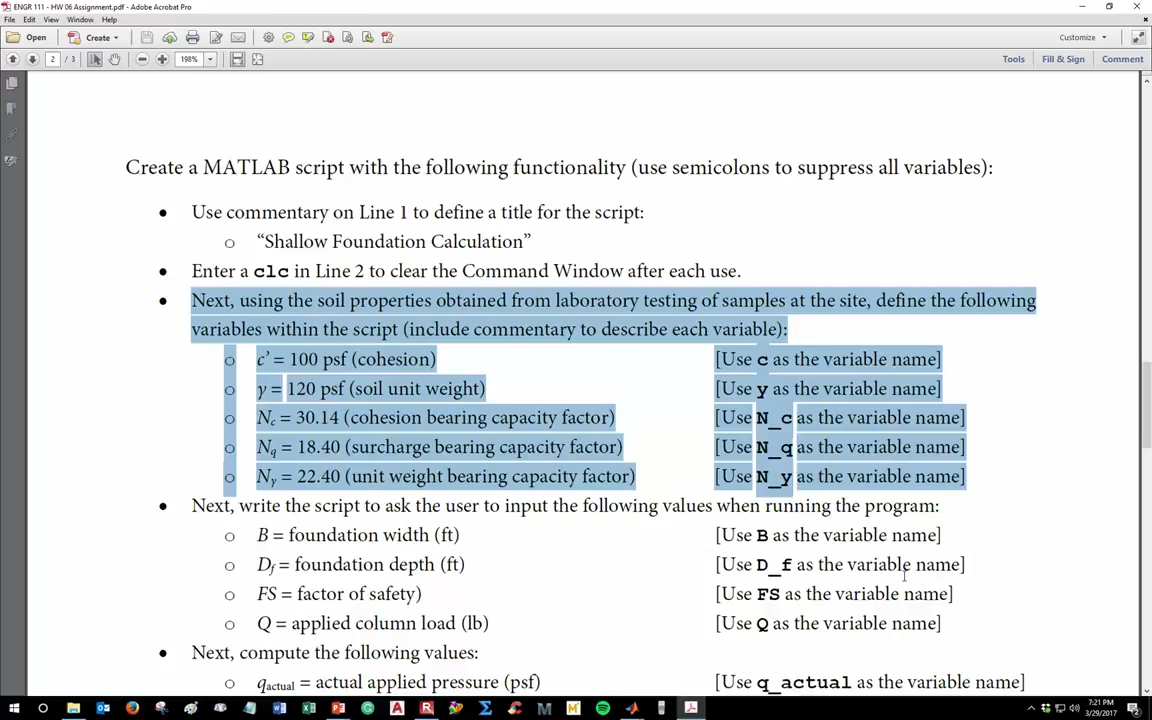 ENGR 111 - HW 06 Assignment.pdf - Adobe Acrobat Pro
File Edit View Window Help
Open Create Customize
2 / 3 198% Tools Fill & Sign Comment
Create a MATLAB script with the following functionality (use semicolons to suppress all variables):
• Use commentary on Line 1 to define a title for the script:
o “Shallow Foundation Calculation”
• Enter a clc in Line 2 to clear the Command Window after each use.
• Next, using the soil properties obtained from laboratory testing of samples at the site, define the following
variables within the script (include commentary to describe each variable):
o c’ = 100 psf (cohesion) [Use c as the variable name]
o γ = 120 psf (soil unit weight) [Use y as the variable name]
o Nc = 30.14 (cohesion bearing capacity factor) [Use N_c as the variable name]
o Nq = 18.40 (surcharge bearing capacity factor) [Use N_q as the variable name]
o Nγ = 22.40 (unit weight bearing capacity factor) [Use N_y as the variable name]
• Next, write the script to ask the user to input the following values when running the program:
o B = foundation width (ft) [Use B as the variable name]
o Df = foundation depth (ft) [Use D_f as the variable name]
o FS = factor of safety) [Use FS as the variable name]
o Q = applied column load (lb) [Use Q as the variable name]
• Next, compute the following values:
o qactual = actual applied pressure (psf) [Use q_actual as the variable name]
7:21 PM
3/29/2017